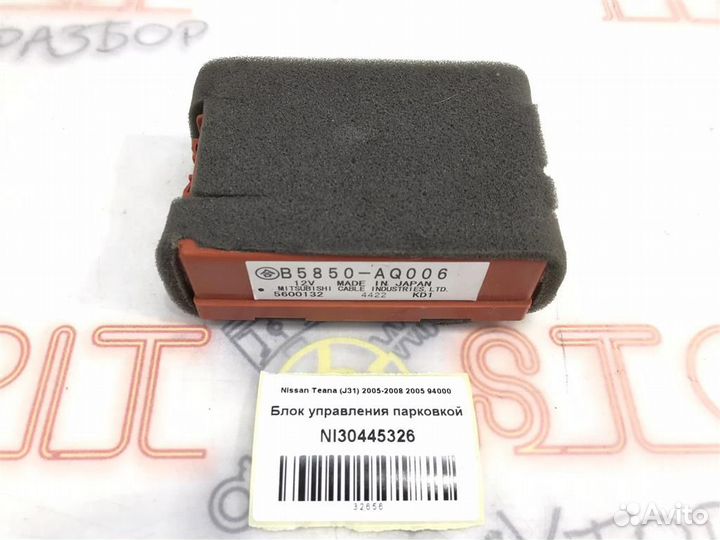 РАЗБОР
B5850-AQ006
12V MADE IN JAPAN
MITSUBISHI CABLE INDUSTRIES, LTD.
5600132 4422 KD1
Nissan Teana (J31) 2005-2008 2005 94000
Блок управления парковкой
NI30445326
32656
Avito